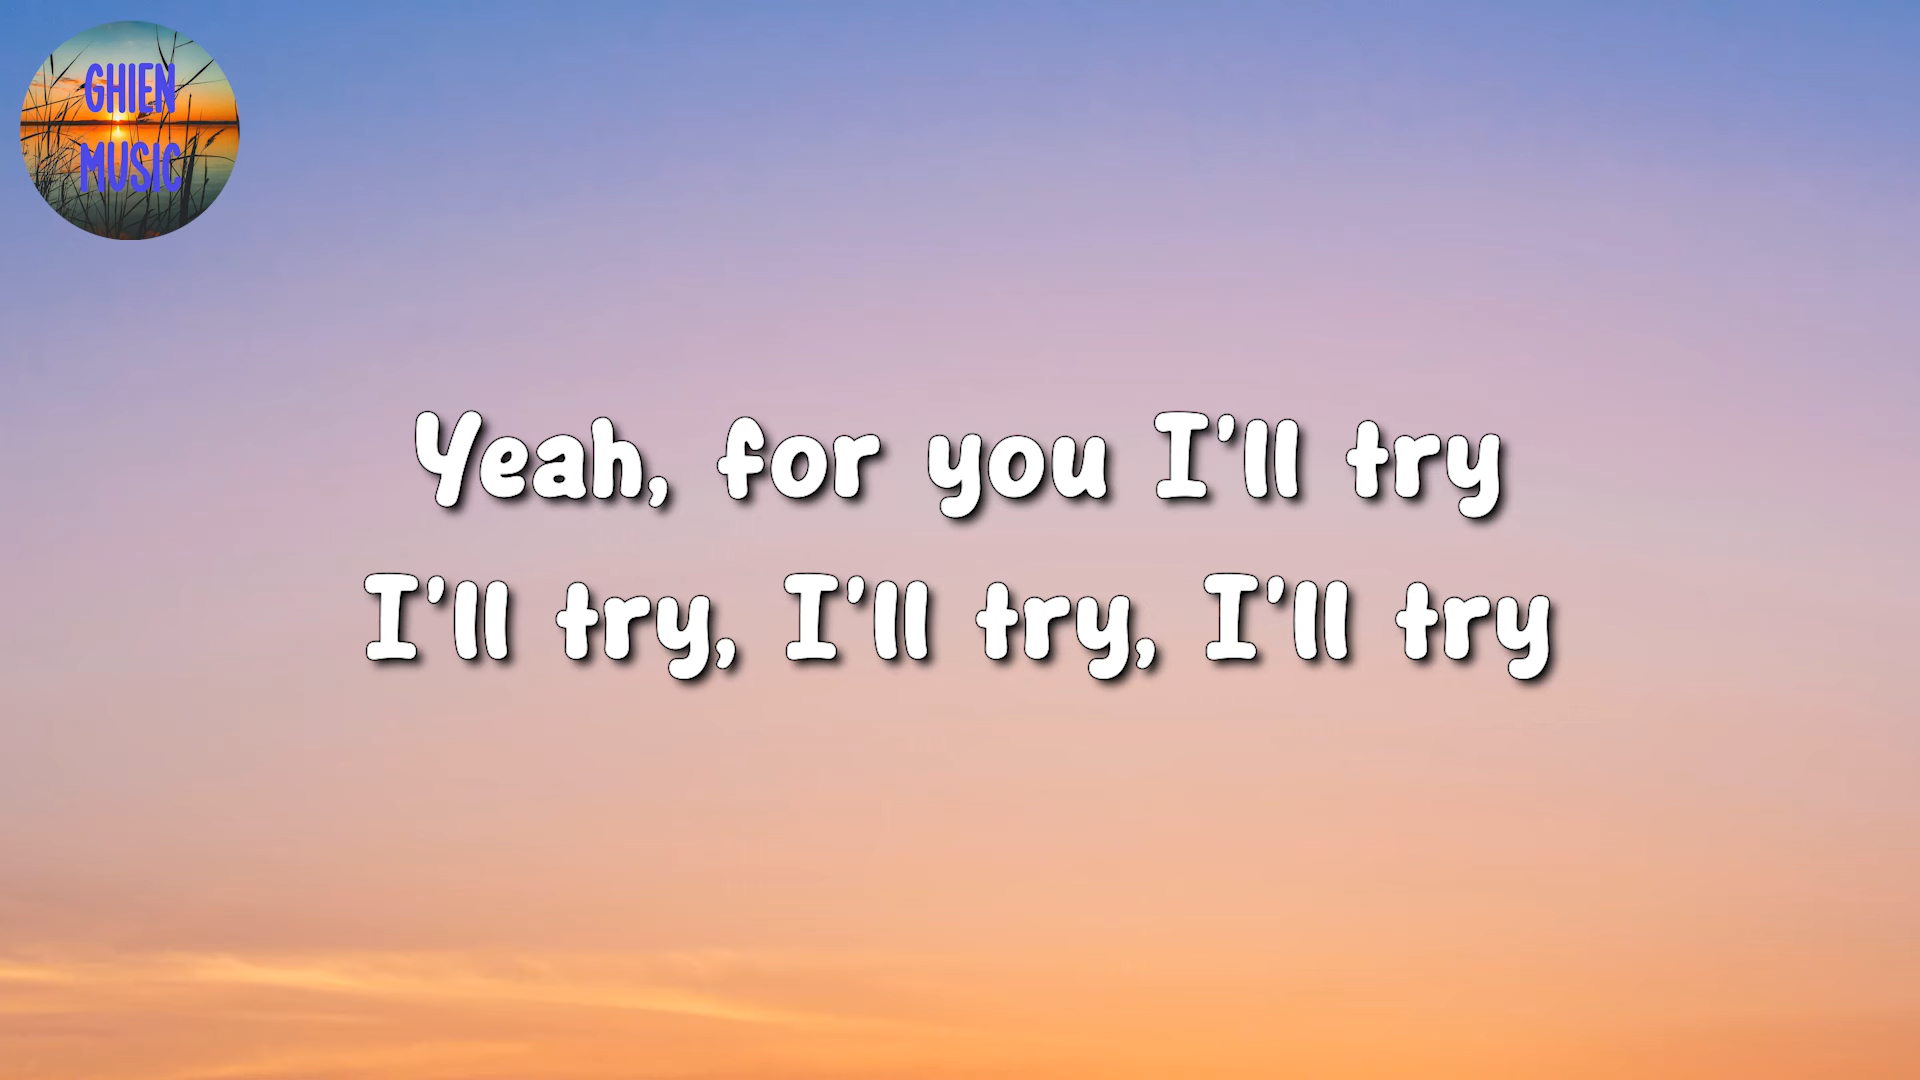 GHIEN
MUSIC
Yeah, for you I'll try
I'll try, I'll try, I'll try